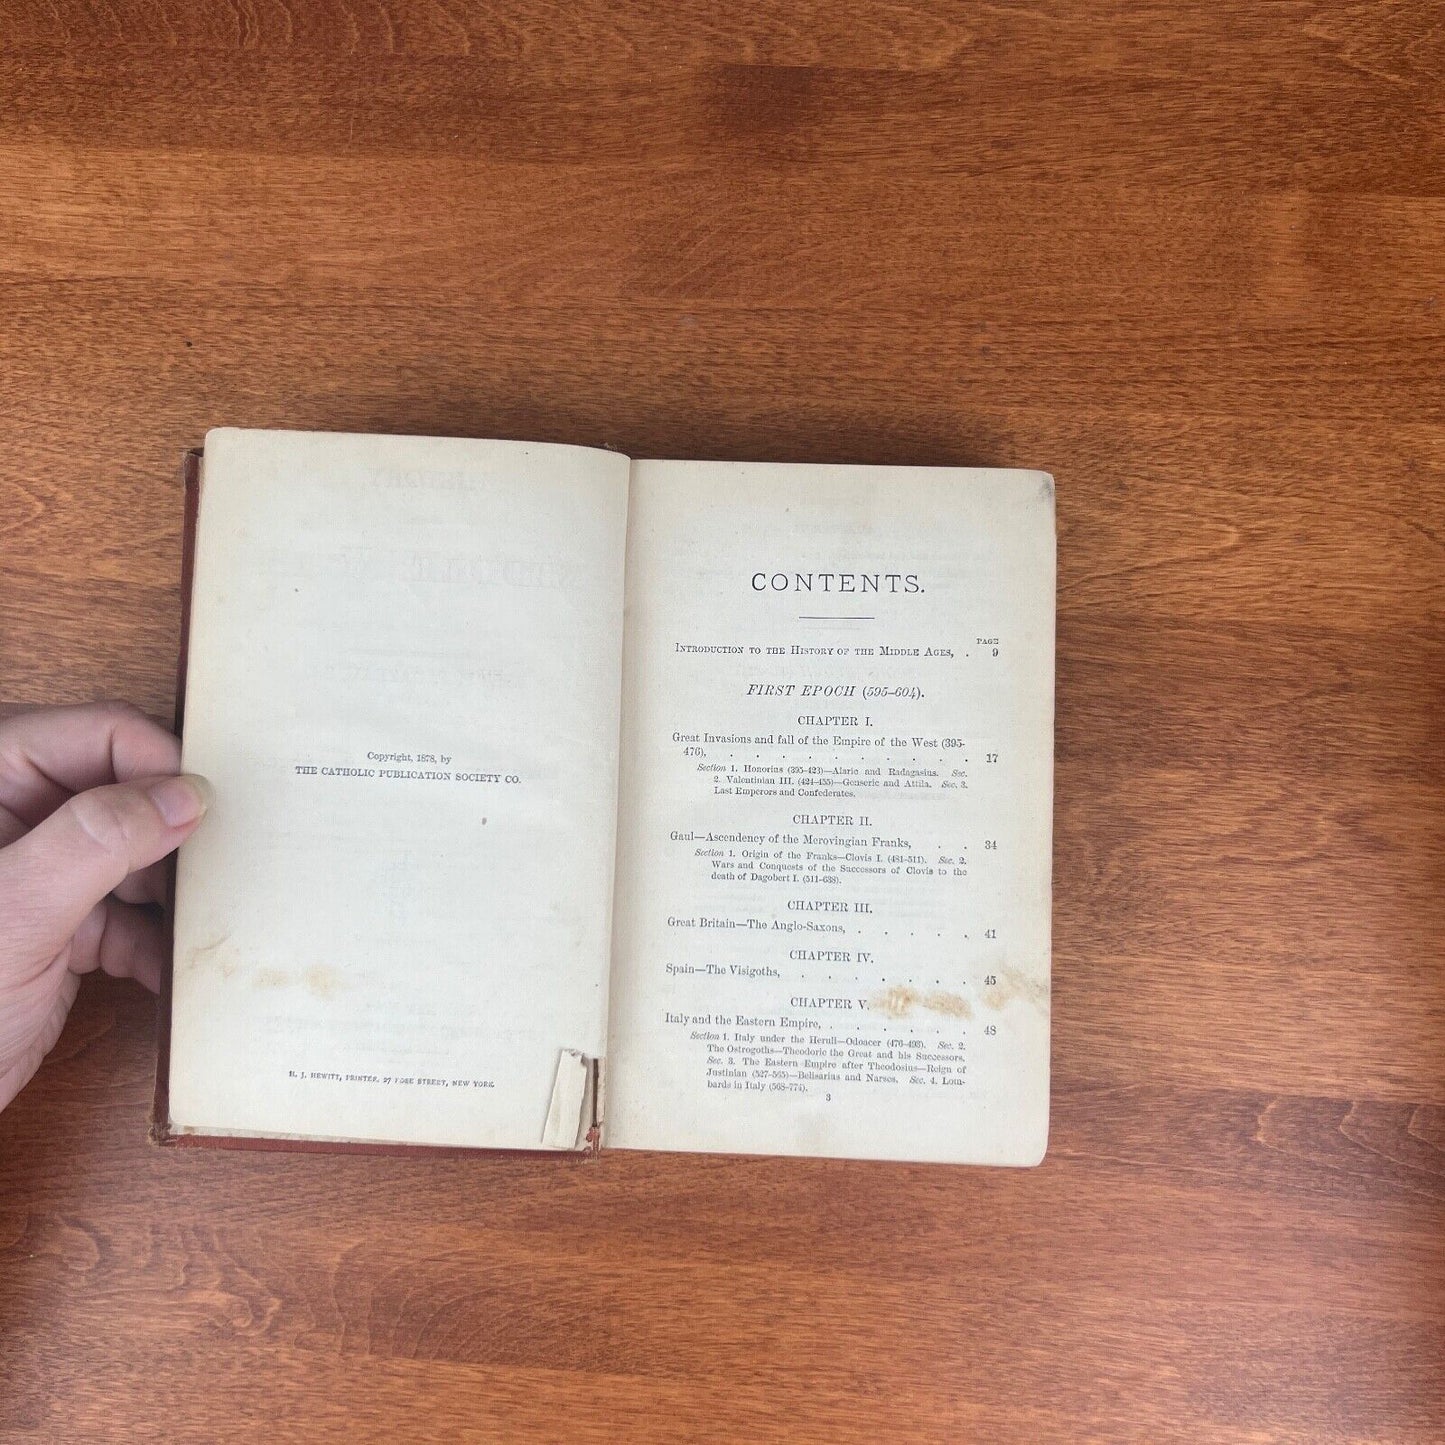 Copyright, 1878, by
THE CATHOLIC PUBLICATION SOCIETY CO.
H. J. HEWITT, PRINTER, 27 ROSE STREET, NEW YORK.
CONTENTS.
PAGE
INTRODUCTION TO THE HISTORY OF THE MIDDLE AGES, . 9
FIRST EPOCH (595-604).
CHAPTER I.
Great Invasions and fall of the Empire of the West (395-
476), . . . . . . . . . . 17
Section 1. Honorius (395-423)—Alaric and Radagasius. Sec.
2. Valentinian III. (424-455)—Genseric and Attila. Sec. 3.
Last Emperors and Confederates.
CHAPTER II.
Gaul—Ascendency of the Merovingian Franks, . . 34
Section 1. Origin of the Franks—Clovis I. (481-511). Sec. 2.
Wars and Conquests of the Successors of Clovis to the
death of Dagobert I. (511-638).
CHAPTER III.
Great Britain—The Anglo-Saxons, . . . . . 41
CHAPTER IV.
Spain—The Visigoths, . . . . . . . 45
CHAPTER V.
Italy and the Eastern Empire, . . . . . . 48
Section 1. Italy under the Heruli—Odoacer (476-493). Sec. 2.
The Ostrogoths—Theodoric the Great and his Successors.
Sec. 3. The Eastern Empire after Theodosius—Reign of
Justinian (527-565)—Belisarius and Narses. Sec. 4. Lom-
bards in Italy (568-774).
3